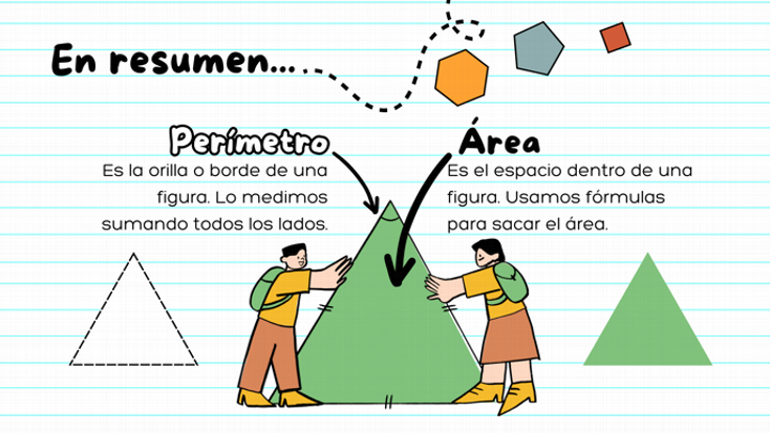 En resumen...
Perímetro
Es la orilla o borde de una
figura. Lo medimos
sumando todos los lados.
Área
Es el espacio dentro de una
figura. Usamos fórmulas
para sacar el área.